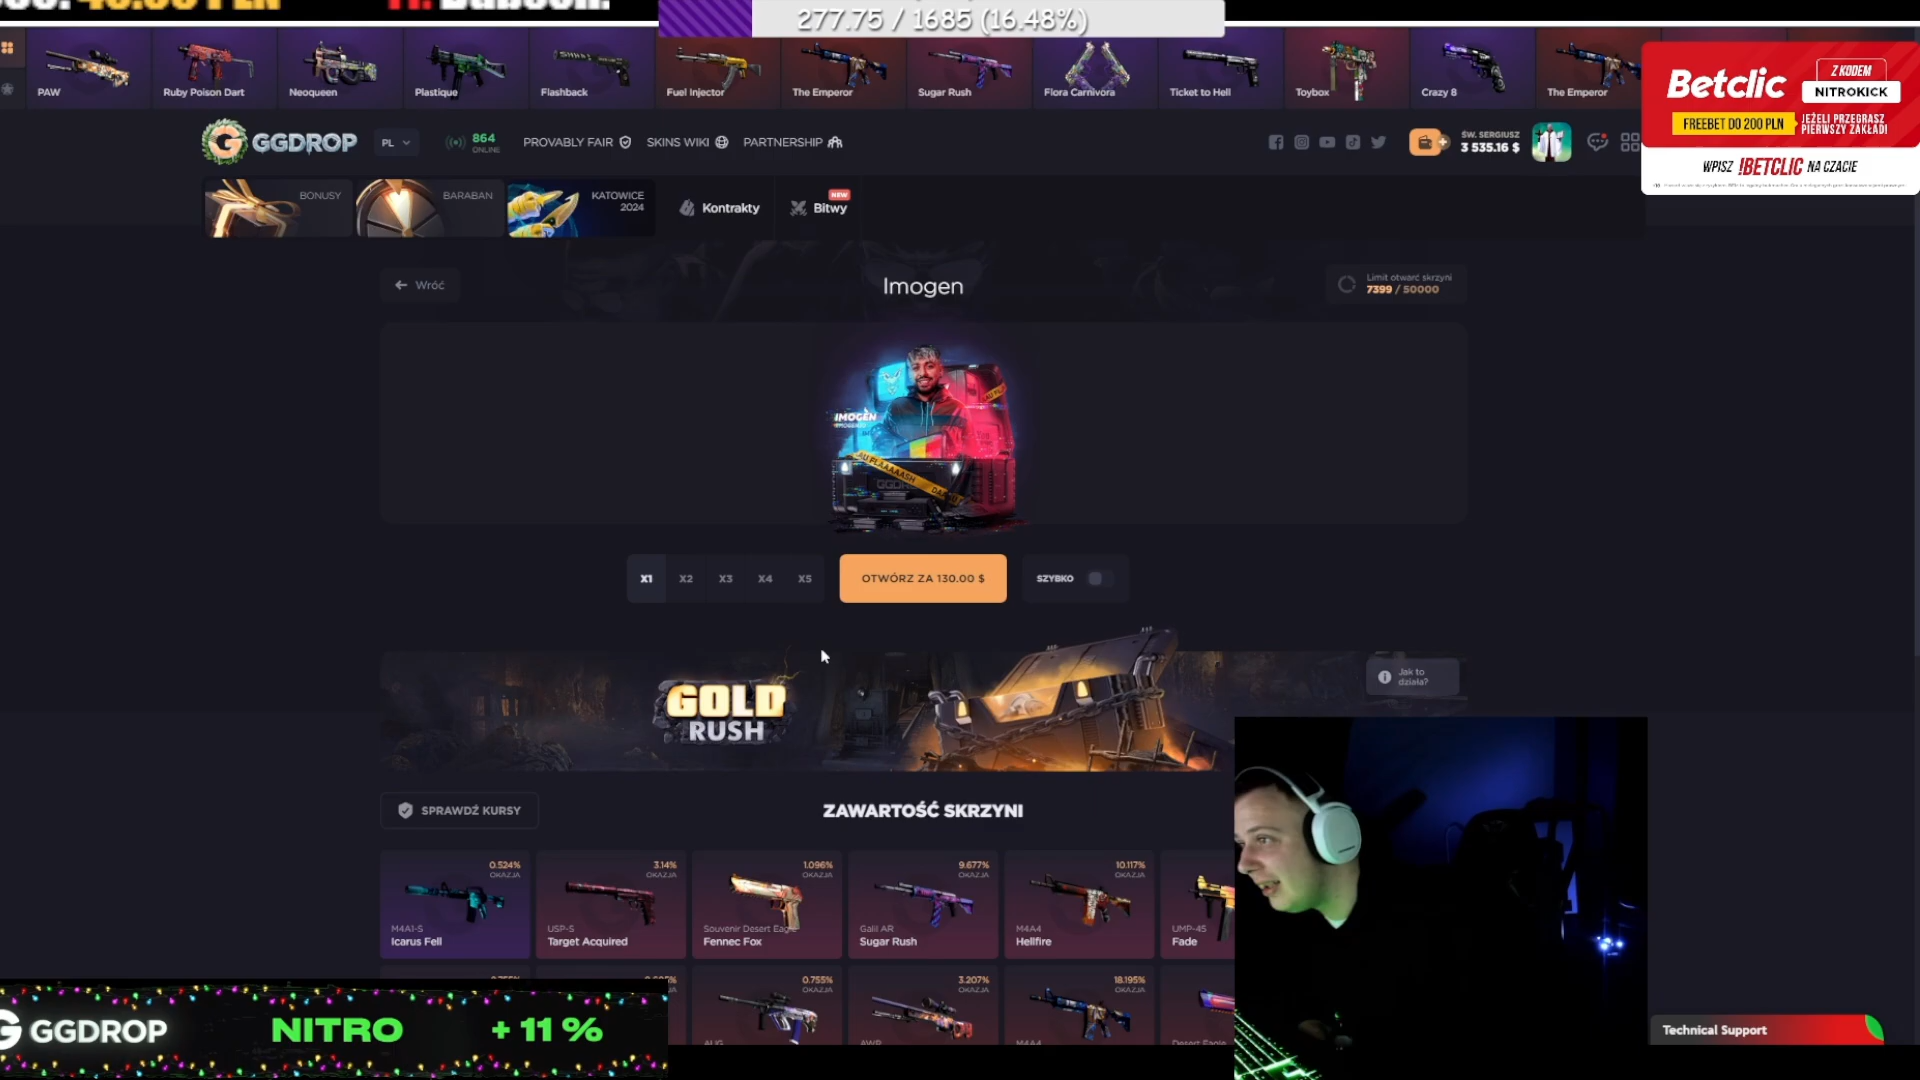 277.75 / 1685 (16.48%)
PAW
Ruby Poison Dart
Neoqueen
Plastique
Flashback
Fuel Injector
The Emperor
Sugar Rush
Flora Carnivora
Ticket to Hell
Toybox
Crazy 8
The Emperor
Betclic
Z KODEM
NITROKICK
FREEBET DO 200 PLN
JEŻELI PRZEGRASZ
PIERWSZY ZAKŁAD!
WPISZ !BETCLIC NA CZACIE
GGDROP
PL
864
ONLINE
PROVABLY FAIR
SKINS WIKI
PARTNERSHIP
ŚW. SERGIUSZ
3 535.16 $
BONUSY
BARABAN
KATOWICE
2024
Kontrakty
NEW
Bitwy
Wróć
Imogen
Limit otwarć skrzyni
7399 / 50000
IMOGEN
X1
X2
X3
X4
X5
OTWÓRZ ZA 130.00 $
SZYBKO
GOLD
RUSH
Jak to
działa?
SPRAWDŹ KURSY
ZAWARTOŚĆ SKRZYNI
0.524%
OKAZJA
M4A1-S
Icarus Fell
3.14%
OKAZJA
USP-S
Target Acquired
1.096%
OKAZJA
Souvenir Desert Eagle
Fennec Fox
9.677%
OKAZJA
Galil AR
Sugar Rush
10.117%
OKAZJA
M4A4
Hellfire
UMP-45
Fade
0.755%
OKAZJA
AUG
3.207%
OKAZJA
AWP
18.195%
OKAZJA
M4A4
Desert Eagle
GGDROP
NITRO
+ 11 %
Technical Support